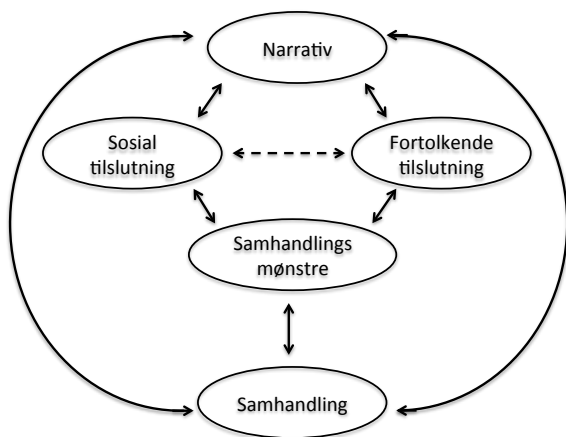 Narrativ
Sosial
tilslutning
Fortolkende
tilslutning
Samhandlings
mønstre
Samhandling